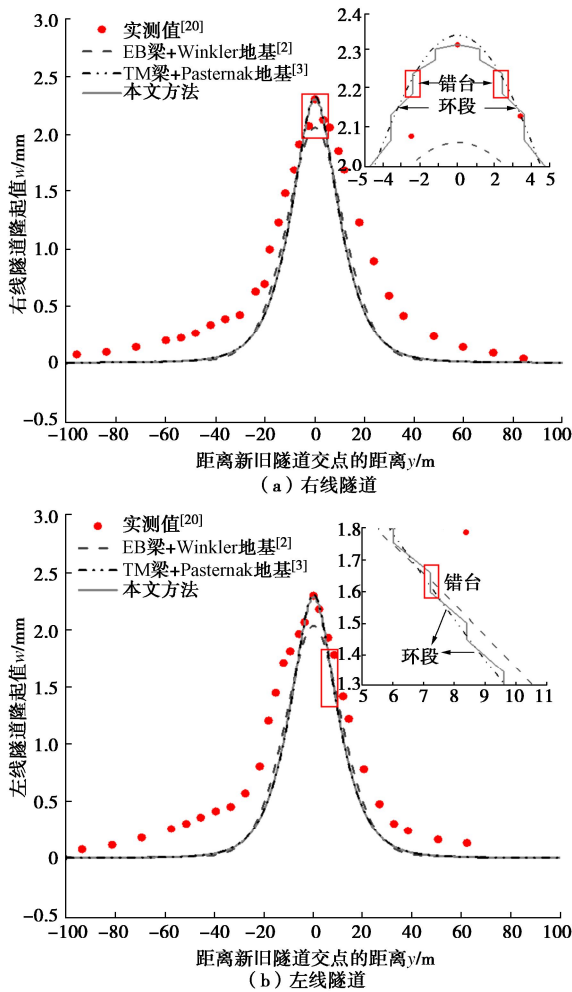 实测值[20]
EB梁+Winkler地基[2]
TM梁+Pasternak地基[3]
本文方法
3.0
2.5
2.0
1.5
1.0
0.5
0
-0.5
右线隧道隆起值w/mm
2.4
2.3
2.2
2.1
2.0
错台
环段
-5 -2 0 2 4 5
-100 -80 -60 -40 -20 0 20 40 60 80 100
距离新旧隧道交点的距离y/m
(a)右线隧道
实测值[20]
EB梁+Winkler地基[2]
TM梁+Pasternak地基[3]
本文方法
3.0
2.5
2.0
1.5
1.0
0.5
0
-0.5
左线隧道隆起值w/mm
1.8
1.7
1.6
1.5
1.4
1.3
错台
环段
5 6 7 8 9 10 11
-100 -80 -60 -40 -20 0 20 40 60 80 100
距离新旧隧道交点的距离y/m
(b)左线隧道